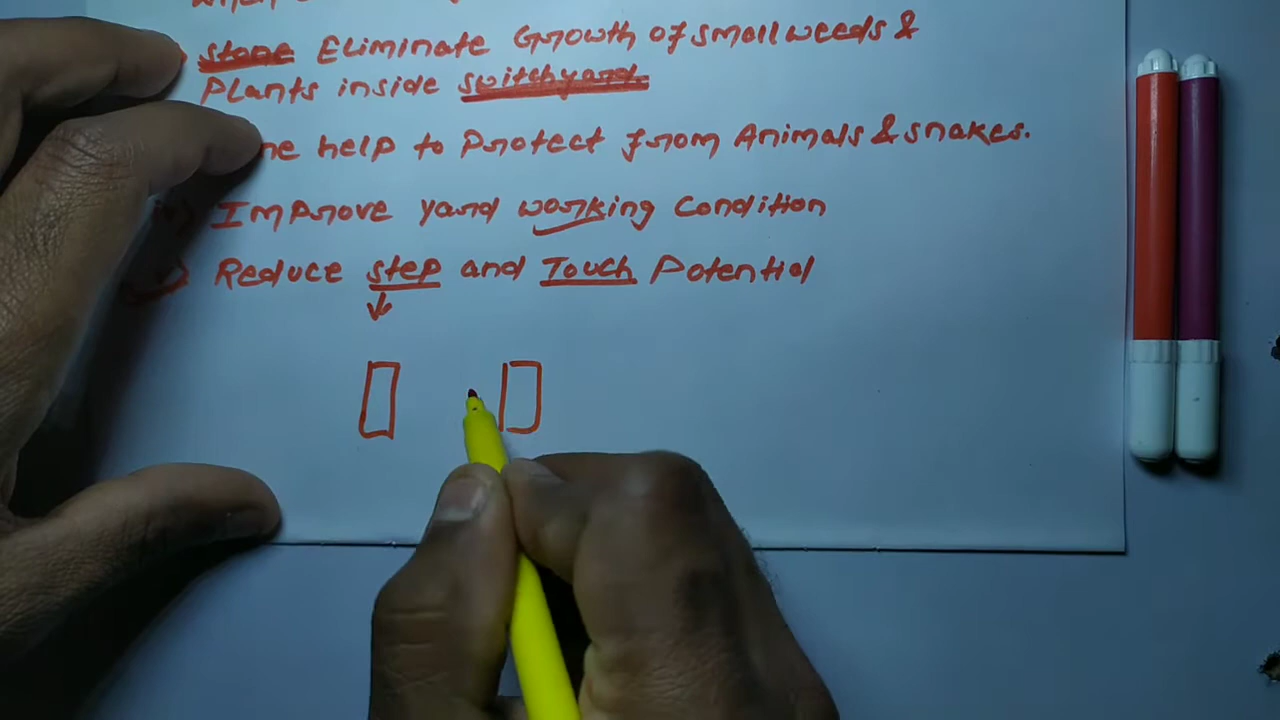 stone Eliminate Growth of small weeds &
Plants inside switchyard.
help to Protect from Animals & snakes.
Improve yard working Condition
Reduce step and Touch Potential